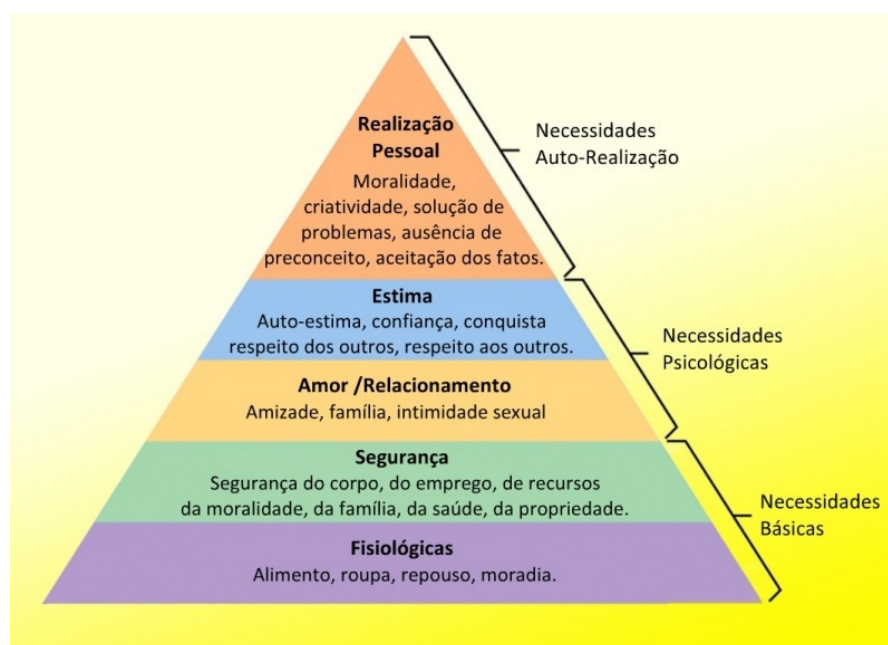 Realização
Pessoal
Moralidade,
criatividade, solução de
problemas, ausência de
preconceito, aceitação dos fatos.
Necessidades
Auto-Realização
Estima
Auto-estima, confiança, conquista
respeito dos outros, respeito aos outros.
Necessidades
Psicológicas
Amor /Relacionamento
Amizade, família, intimidade sexual
Segurança
Segurança do corpo, do emprego, de recursos
da moralidade, da família, da saúde, da propriedade.
Necessidades
Básicas
Fisiológicas
Alimento, roupa, repouso, moradia.